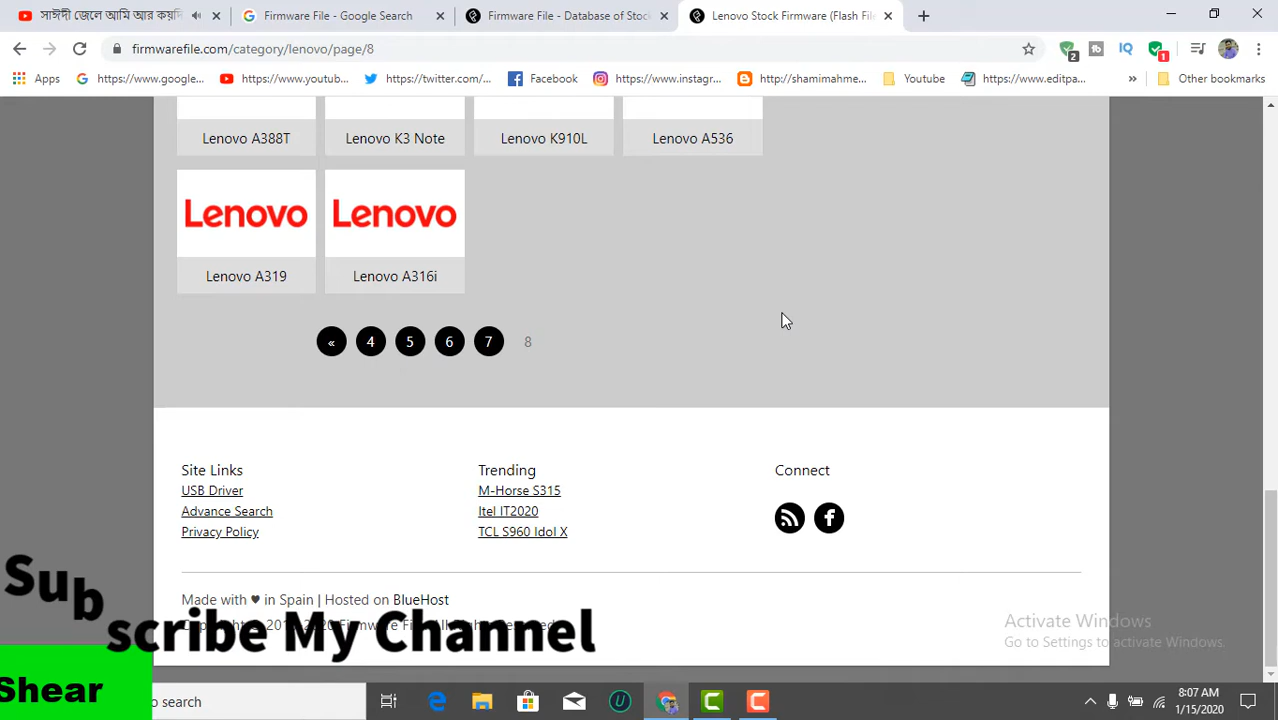 সাঈদী জেলে আমি আর কয়দি
Firmware File - Google Search
Firmware File - Database of Stock
Lenovo Stock Firmware (Flash File
firmwarefile.com/category/lenovo/page/8
2
1
Apps
https://www.google...
https://www.youtub...
https://twitter.com/...
Facebook
https://www.instagr...
http://shamimahme...
Youtube
https://www.editpa...
»
Other bookmarks
Lenovo A388T
Lenovo K3 Note
Lenovo K910L
Lenovo A536
Lenovo
Lenovo
Lenovo A319
Lenovo A316i
« 4 5 6 7 8
Site Links
Trending
Connect
USB Driver
M-Horse S315
Advance Search
Itel IT2020
Privacy Policy
TCL S960 Idol X
Made with ♥ in Spain | Hosted on BlueHost
Subscribe My Channel
Shear
Activate Windows
Go to Settings to activate Windows.
o search
8:07 AM
1/15/2020